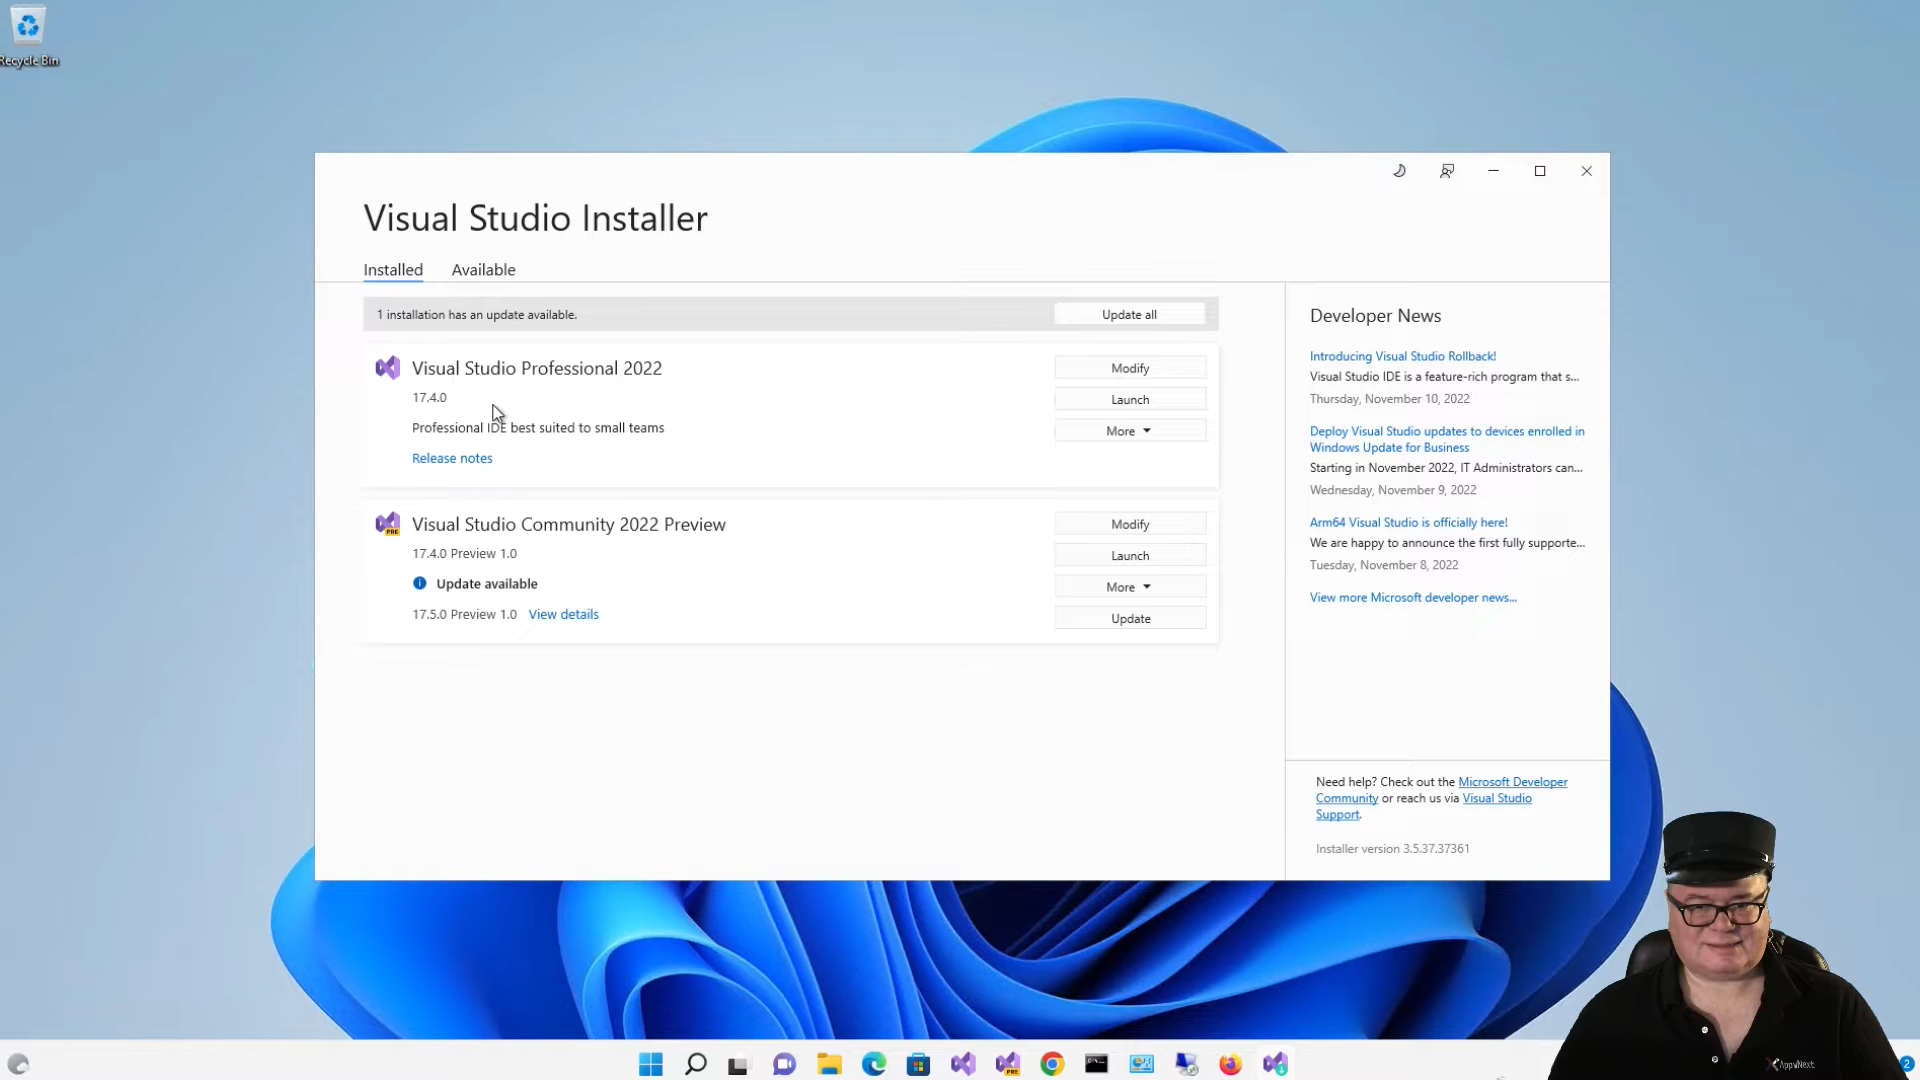 Recycle Bin
Visual Studio Installer
Installed
Available
1 installation has an update available.
Update all
Visual Studio Professional 2022
17.4.0
Professional IDE best suited to small teams
Release notes
Modify
Launch
More
Visual Studio Community 2022 Preview
17.4.0 Preview 1.0
Update available
17.5.0 Preview 1.0 View details
Modify
Launch
More
Update
Developer News
Introducing Visual Studio Rollback!
Visual Studio IDE is a feature-rich program that s...
Thursday, November 10, 2022
Deploy Visual Studio updates to devices enrolled in
Windows Update for Business
Starting in November 2022, IT Administrators can...
Wednesday, November 9, 2022
Arm64 Visual Studio is officially here!
We are happy to announce the first fully supporte...
Tuesday, November 8, 2022
View more Microsoft developer news...
Need help? Check out the Microsoft Developer
Community or reach us via Visual Studio
Support.
Installer version 3.5.37.37361
PRE
PRE
AppvNext
2